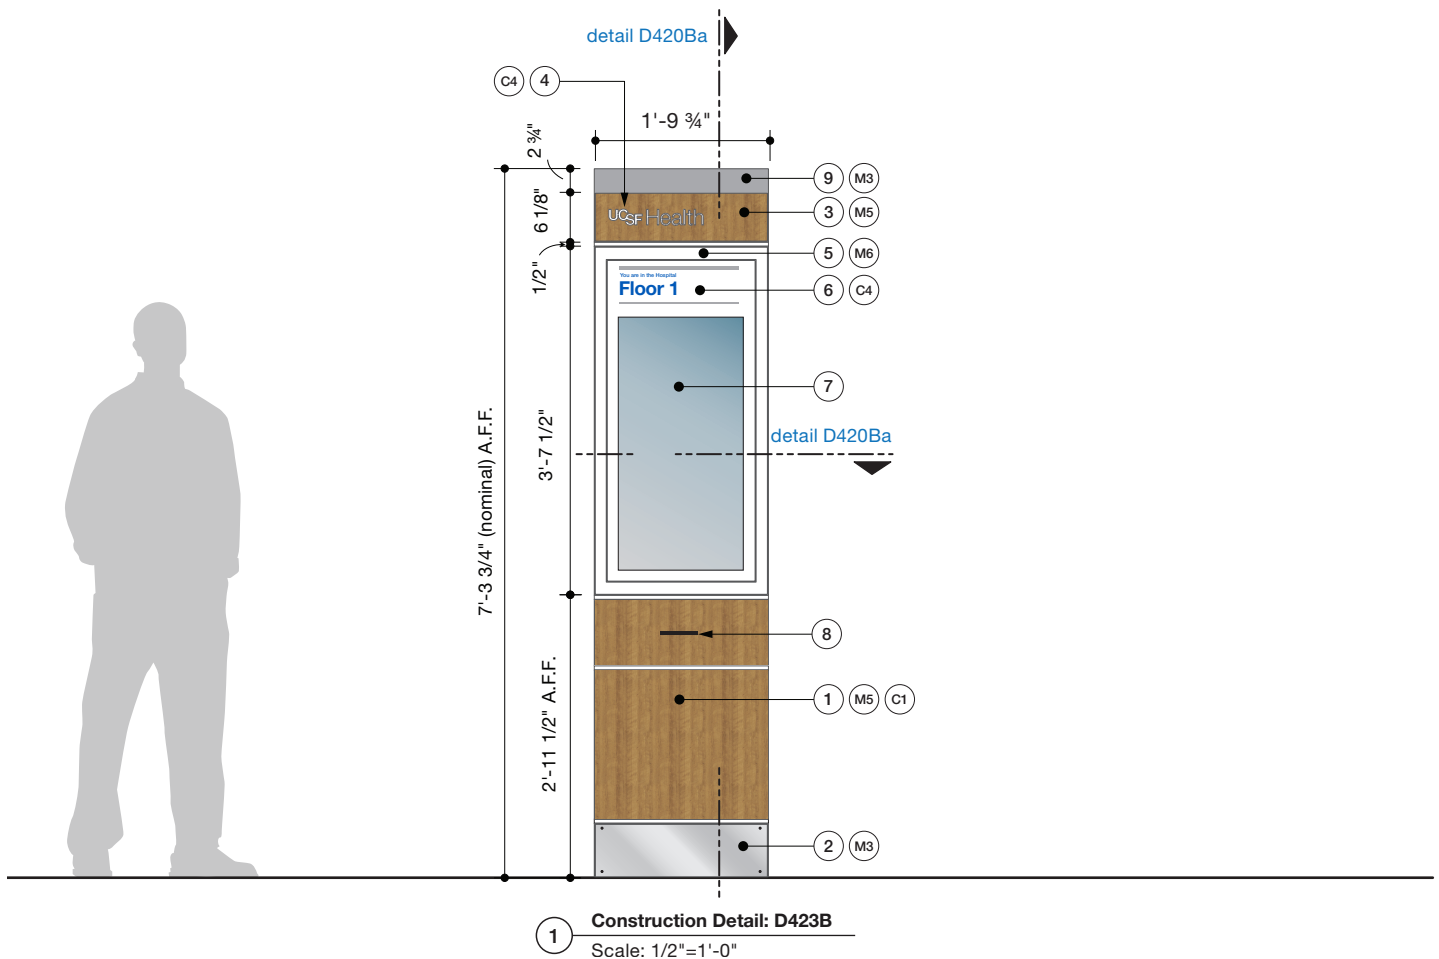 detail D420Ba
C4 4
1'-9 ¾"
2 ¾"
9 M3
6 1/8"
UCSF Health
3 M5
1/2"
5 M6
You are in the Hospital
Floor 1
6 C4
7
3'-7 1/2"
detail D420Ba
7'-3 3/4" (nominal) A.F.F.
8
2'-11 1/2" A.F.F.
1 M5 C1
2 M3
1 Construction Detail: D423B
Scale: 1/2"=1'-0"